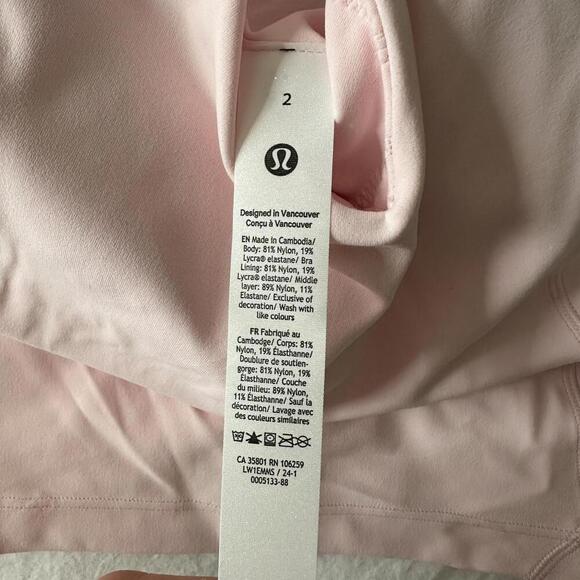 2
Designed in Vancouver
Conçu à Vancouver
EN Made in Cambodia/
Body: 81% Nylon, 19%
Lycra® elastane/ Bra
Lining: 81% Nylon, 19%
Lycra® elastane/ Middle
layer: 89% Nylon, 11%
Elastane/ Exclusive of
decoration/ Wash with
like colours
FR Fabriqué au
Cambodge/ Corps: 81%
Nylon, 19% Élasthanne/
Doublure de soutien-
gorge: 81% Nylon, 19%
Élasthanne/ Couche
du milieu: 89% Nylon,
11% Élasthanne/ Sauf la
décoration/ Lavage avec
des couleurs similaires
CA 35801 RN 106259
LW1EMMS / 24-1
0005133-88